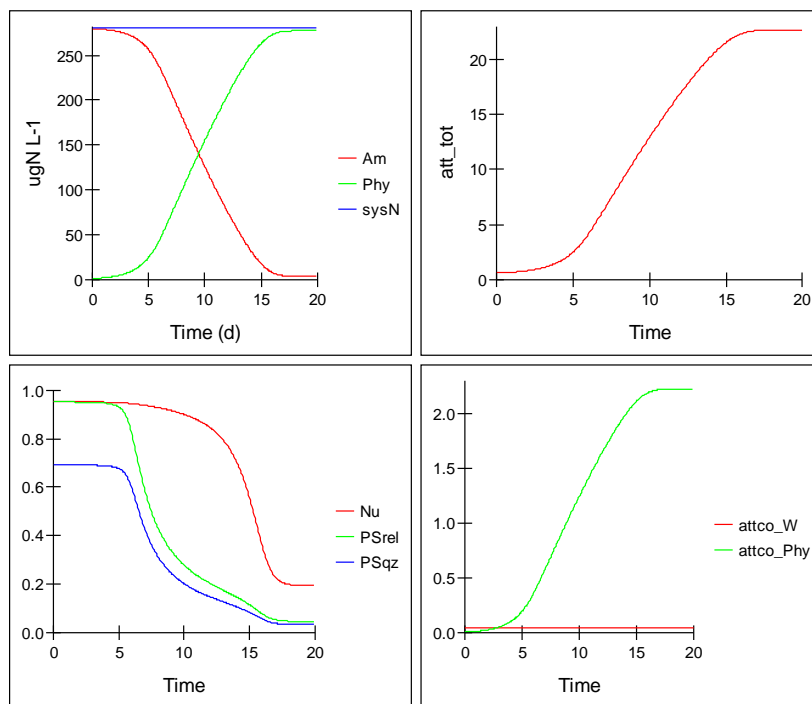 250
200
150
100
50
0
ugN L-1
Am
Phy
sysN
0 5 10 15 20
Time (d)
20
15
10
5
0
att_tot
0 5 10 15 20
Time
1.0
0.8
0.6
0.4
0.2
0.0
Nu
PSrel
PSqz
0 5 10 15 20
Time
2.0
1.5
1.0
0.5
0.0
attco_W
attco_Phy
0 5 10 15 20
Time